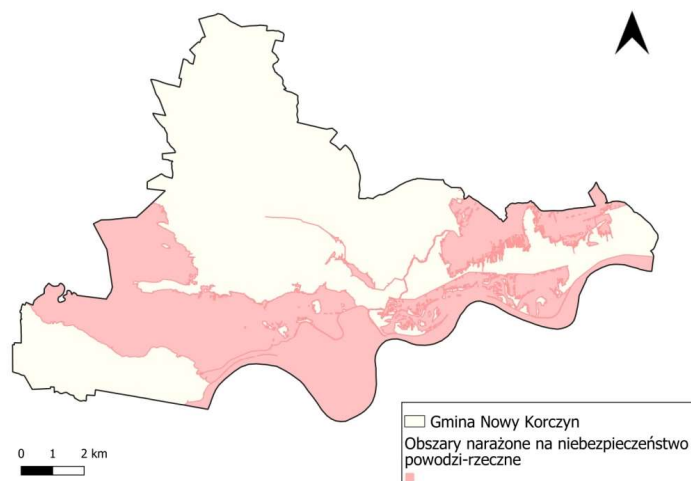 Gmina Nowy Korczyn
Obszary narażone na niebezpieczeństwo
powodzi-rzeczne
0 1 2 km